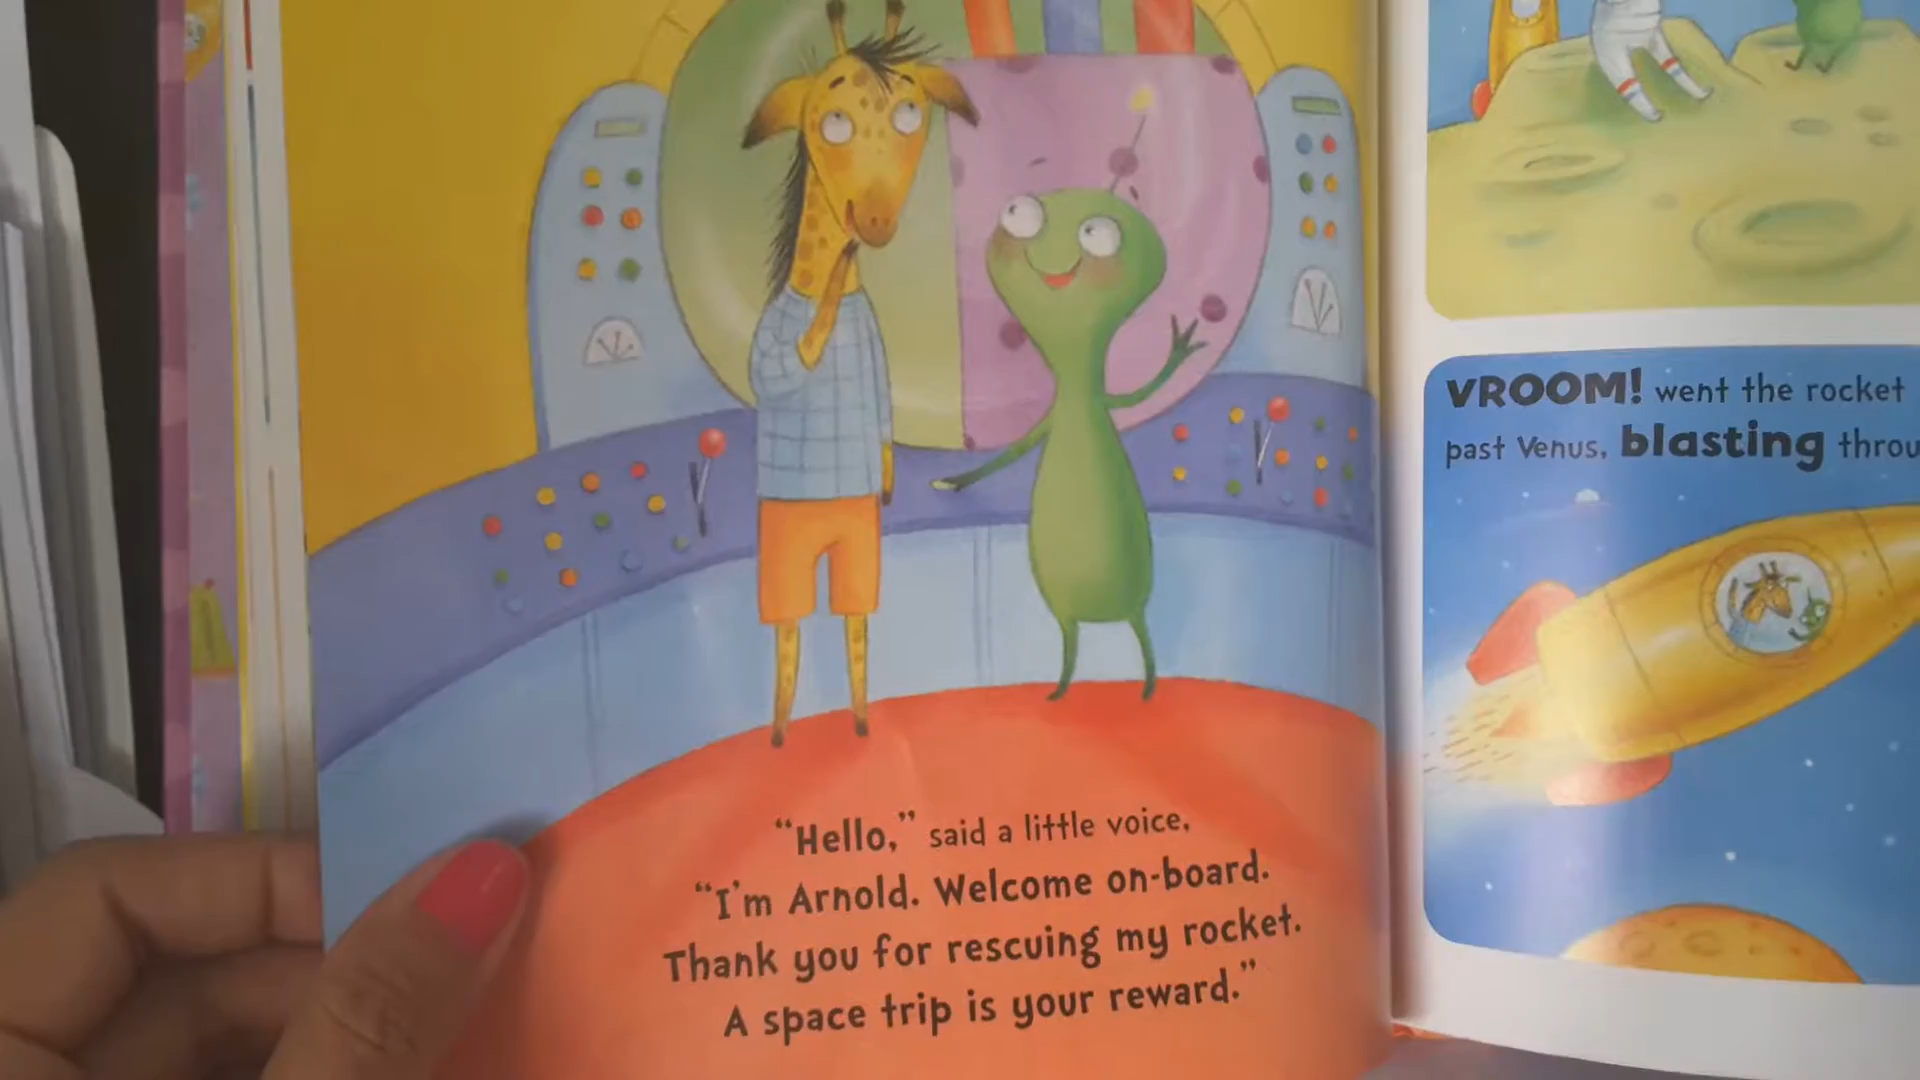 “Hello,” said a little voice,
“I'm Arnold. Welcome on-board.
Thank you for rescuing my rocket.
A space trip is your reward.”
VROOM! went the rocket
past Venus, blasting